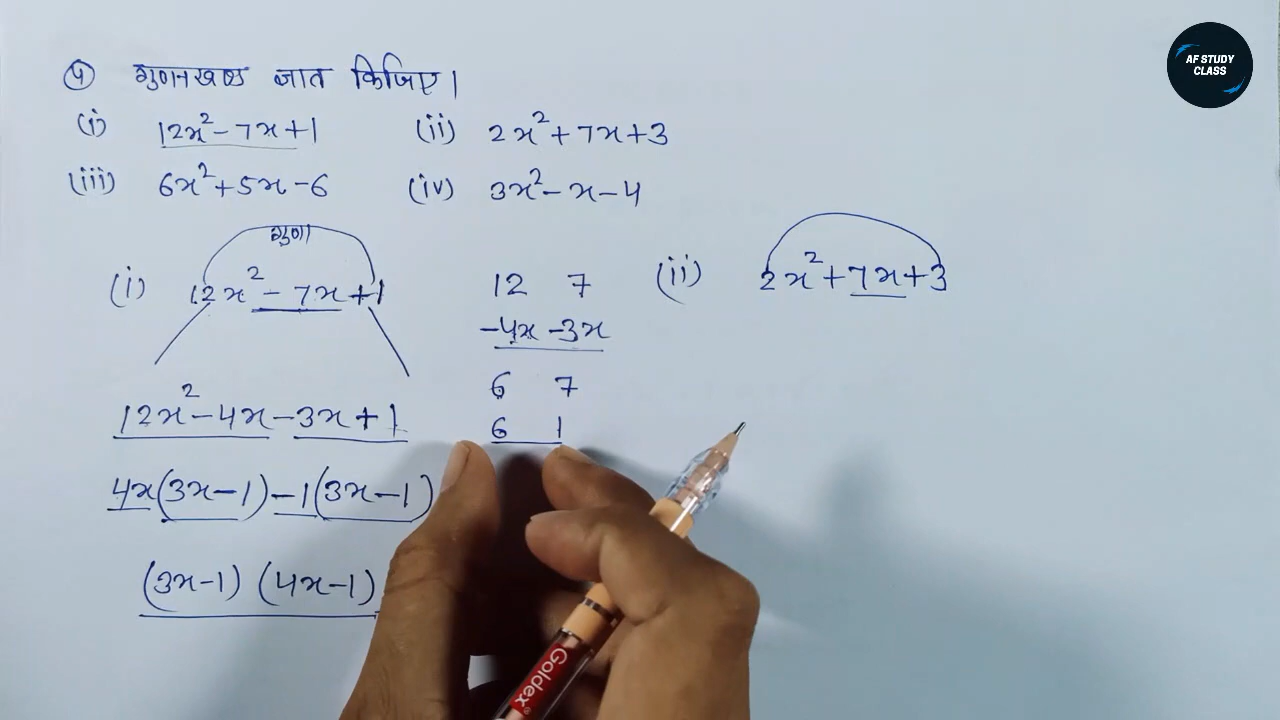 AF STUDY
CLASS
५ गुणनखण्ड ज्ञात किजिए।
(i) 12x² - 7x + 1 (ii) 2x² + 7x + 3
(iii) 6x² + 5x - 6 (iv) 3x² - x - 4
गुणा
(i) 12x² - 7x + 1
12 7
-4x -3x
6 7
6 1
12x² - 4x - 3x + 1
4x(3x - 1) - 1(3x - 1)
(3x - 1) (4x - 1)
(ii) 2x² + 7x + 3
Goldex